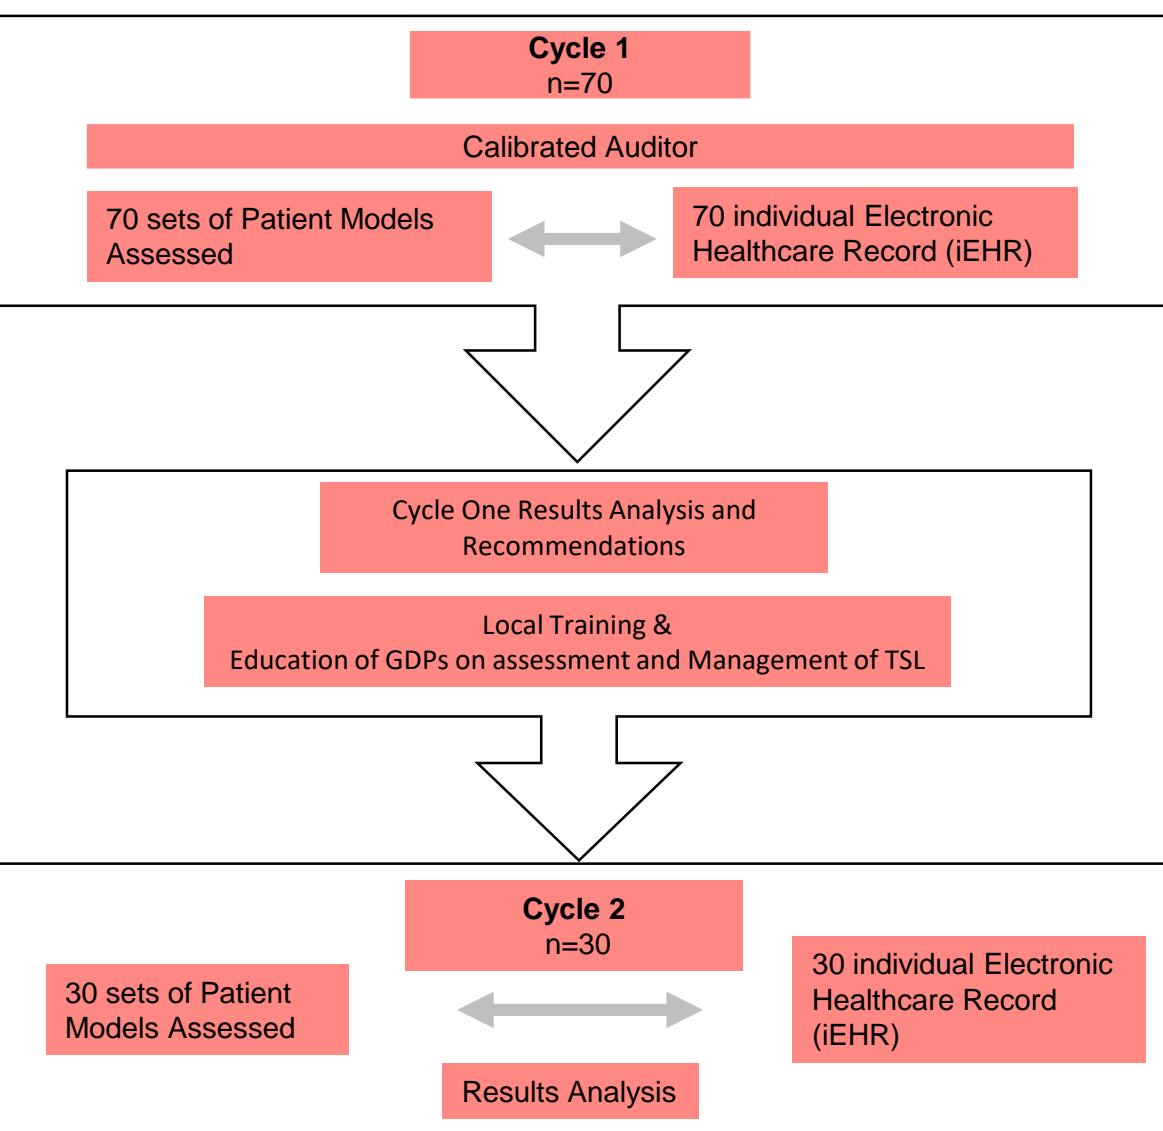 Cycle 1
n=70
Calibrated Auditor
70 sets of Patient Models
Assessed
70 individual Electronic
Healthcare Record (iEHR)
Cycle One Results Analysis and
Recommendations
Local Training &
Education of GDPs on assessment and Management of TSL
Cycle 2
n=30
30 sets of Patient
Models Assessed
30 individual Electronic
Healthcare Record
(iEHR)
Results Analysis